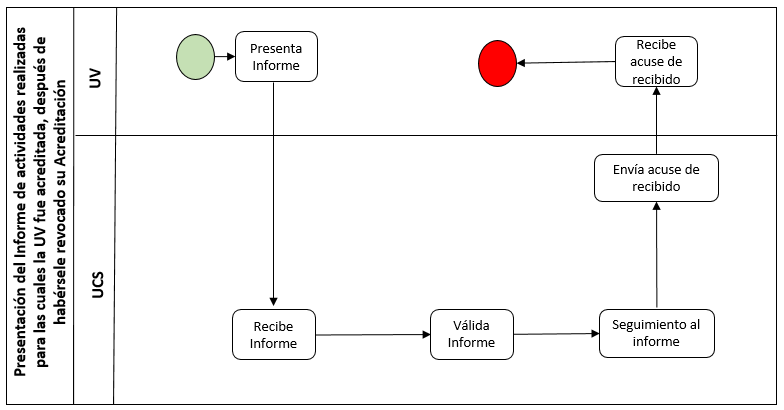 Presentación del Informe de actividades realizadas
para las cuales la UV fue acreditada, después de
habérsele revocado su Acreditación
UV
Presenta
Informe
Recibe
acuse de
recibido
UCS
Envía acuse de
recibido
Recibe
Informe
Válida
Informe
Seguimiento al
informe